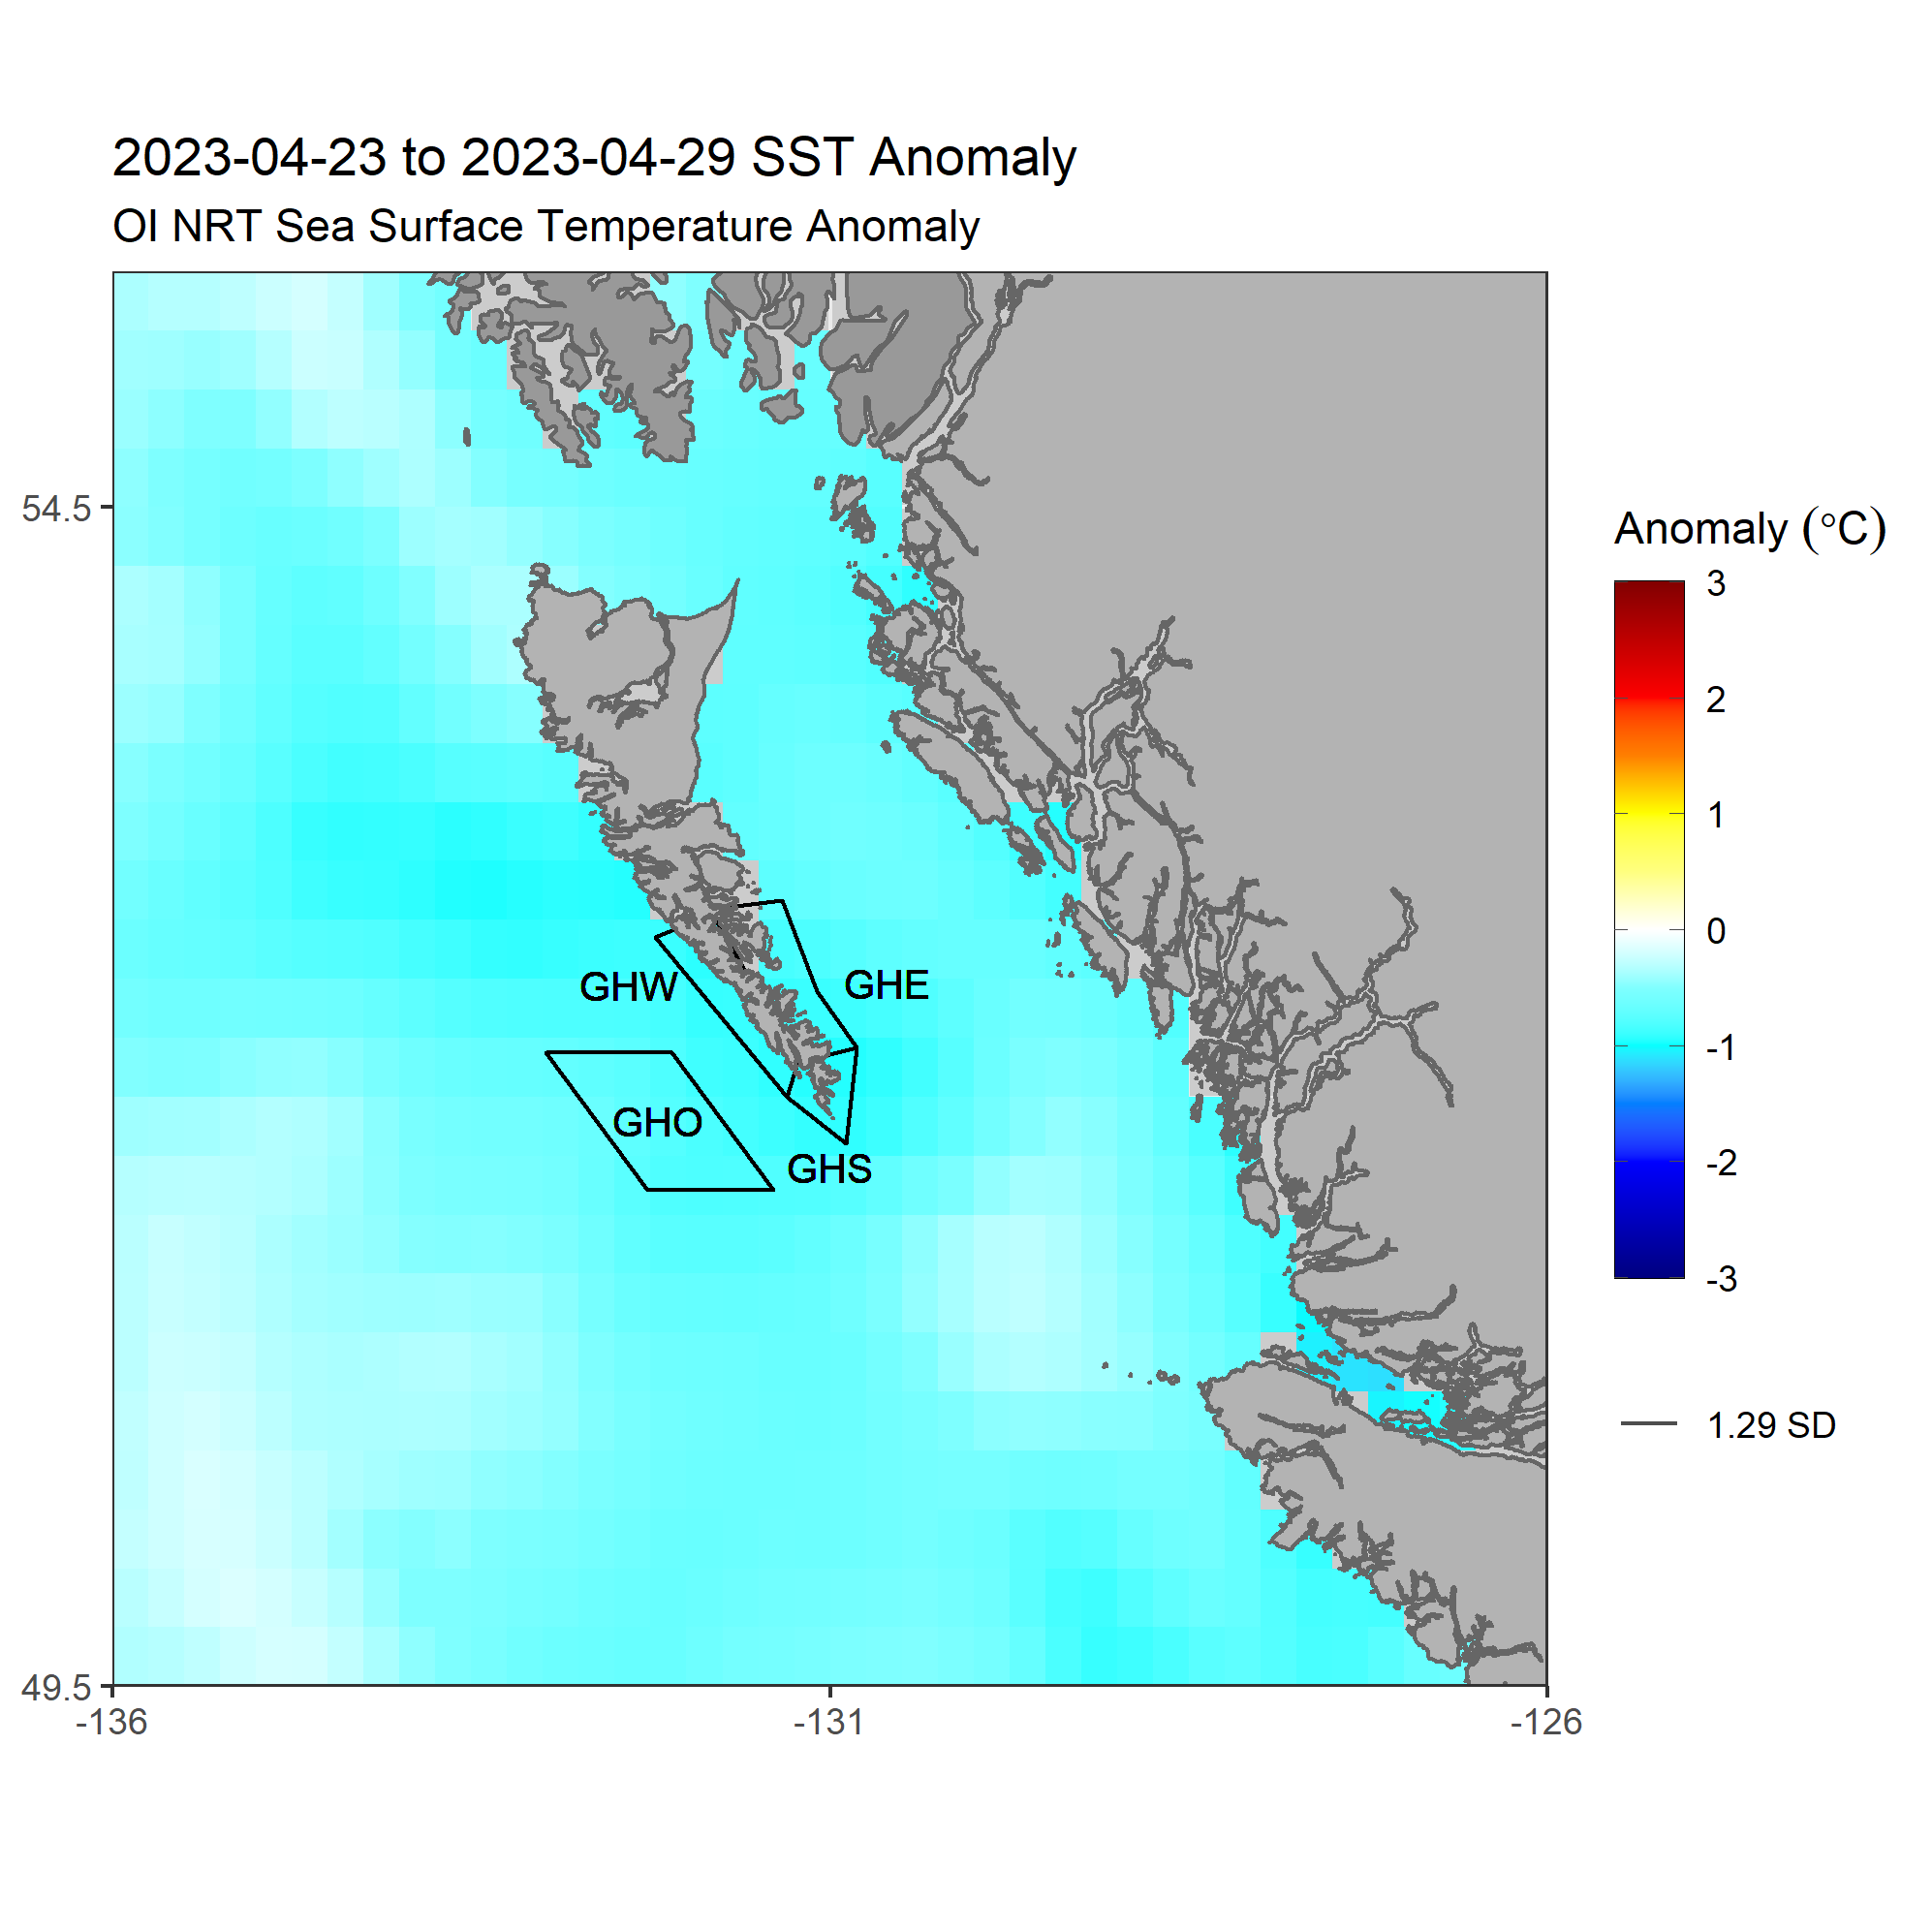 2023-04-23 to 2023-04-29 SST Anomaly
OI NRT Sea Surface Temperature Anomaly
54.5
49.5
-136
-131
-126
GHW
GHE
GHO
GHS
Anomaly (°C)
3
2
1
0
-1
-2
-3
1.29 SD